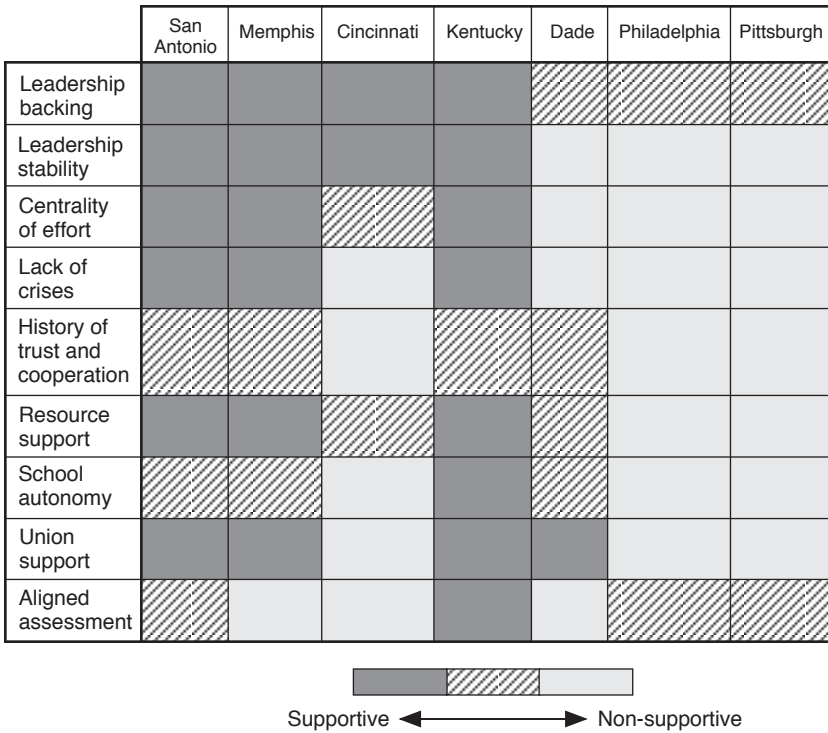 San
Antonio
Memphis
Cincinnati
Kentucky
Dade
Philadelphia
Pittsburgh
Leadership
backing
Leadership
stability
Centrality
of effort
Lack of
crises
History of
trust and
cooperation
Resource
support
School
autonomy
Union
support
Aligned
assessment
Supportive
Non-supportive